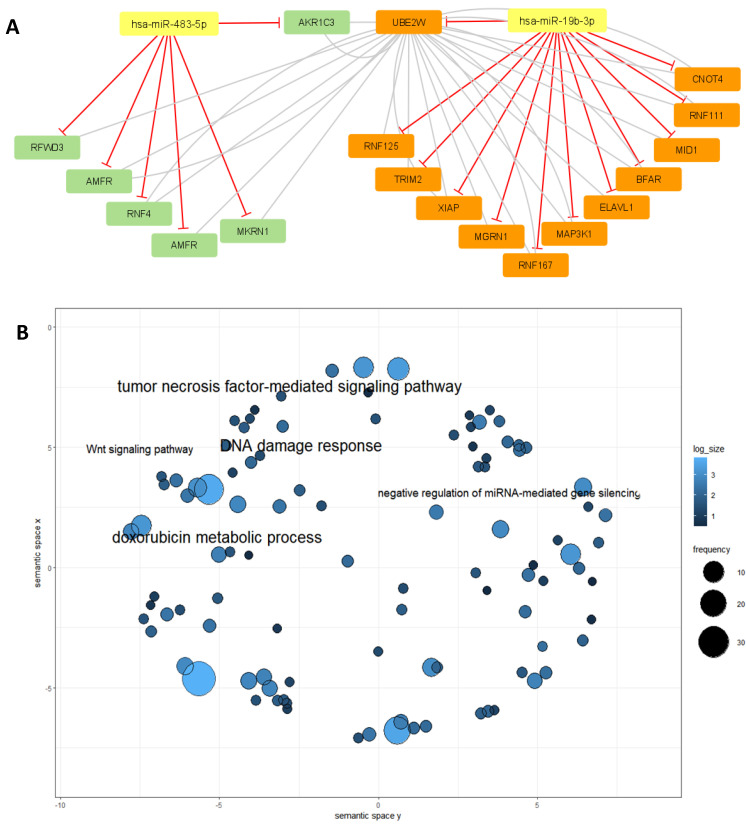 A
hsa-miR-483-5p
AKR1C3
UBE2W
hsa-miR-19b-3p
CNOT4
RNF111
MID1
BFAR
ELAVL1
MAP3K1
RNF167
MGRN1
XIAP
TRIM2
RNF125
RFWD3
AMFR
RNF4
AMFR
MKRN1
B
0
5
0
-5
semantic space x
tumor necrosis factor-mediated signaling pathway
DNA damage response
Wnt signaling pathway
negative regulation of miRNA-mediated gene silencing
doxorubicin metabolic process
-10
-5
0
5
semantic space y
log_size
3
2
1
frequency
10
20
30